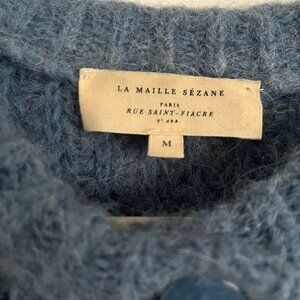 LA MAILLE SÉZANE
PARIS
RUE SAINT-FIACRE
2ᵉ ARR
M